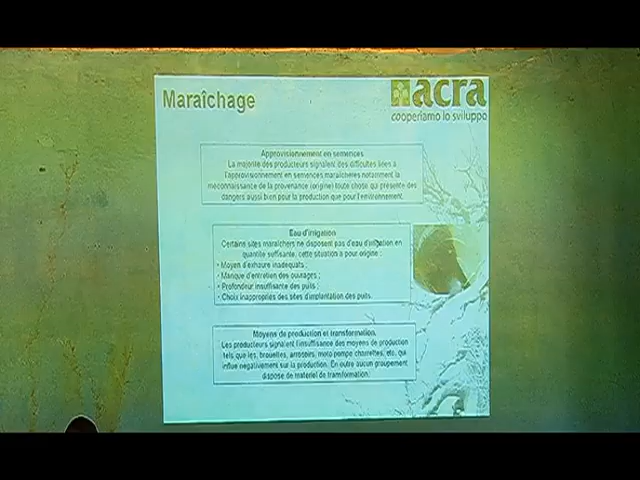 Maraîchage
acra
cooperiamo lo sviluppo
Approvisionnement en semences
La majorité des producteurs signalent des difficultés liées à
l'approvisionnement en semences maraîchères notamment la
méconnaissance de la provenance (origine) toute chose qui présente des
dangers aussi bien pour la production que pour l'environnement.
Eau d'irrigation
Certains sites maraîchers ne disposent pas d'eau d'irrigation en
quantité suffisante, cette situation a pour origine :
• Moyen d'exhaure inadéquats ;
• Manque d'entretien des ouvrages ;
• Profondeur insuffisante des puits ;
• Choix inappropriés des sites d'implantation des puits.
Moyens de production et transformation.
Les producteurs signalent l'insuffisance des moyens de production
tels que les, brouettes, arrosoirs, moto pompe charrettes, etc, qui
influe négativement sur la production. En outre aucun groupement
dispose de materiel de transformation.